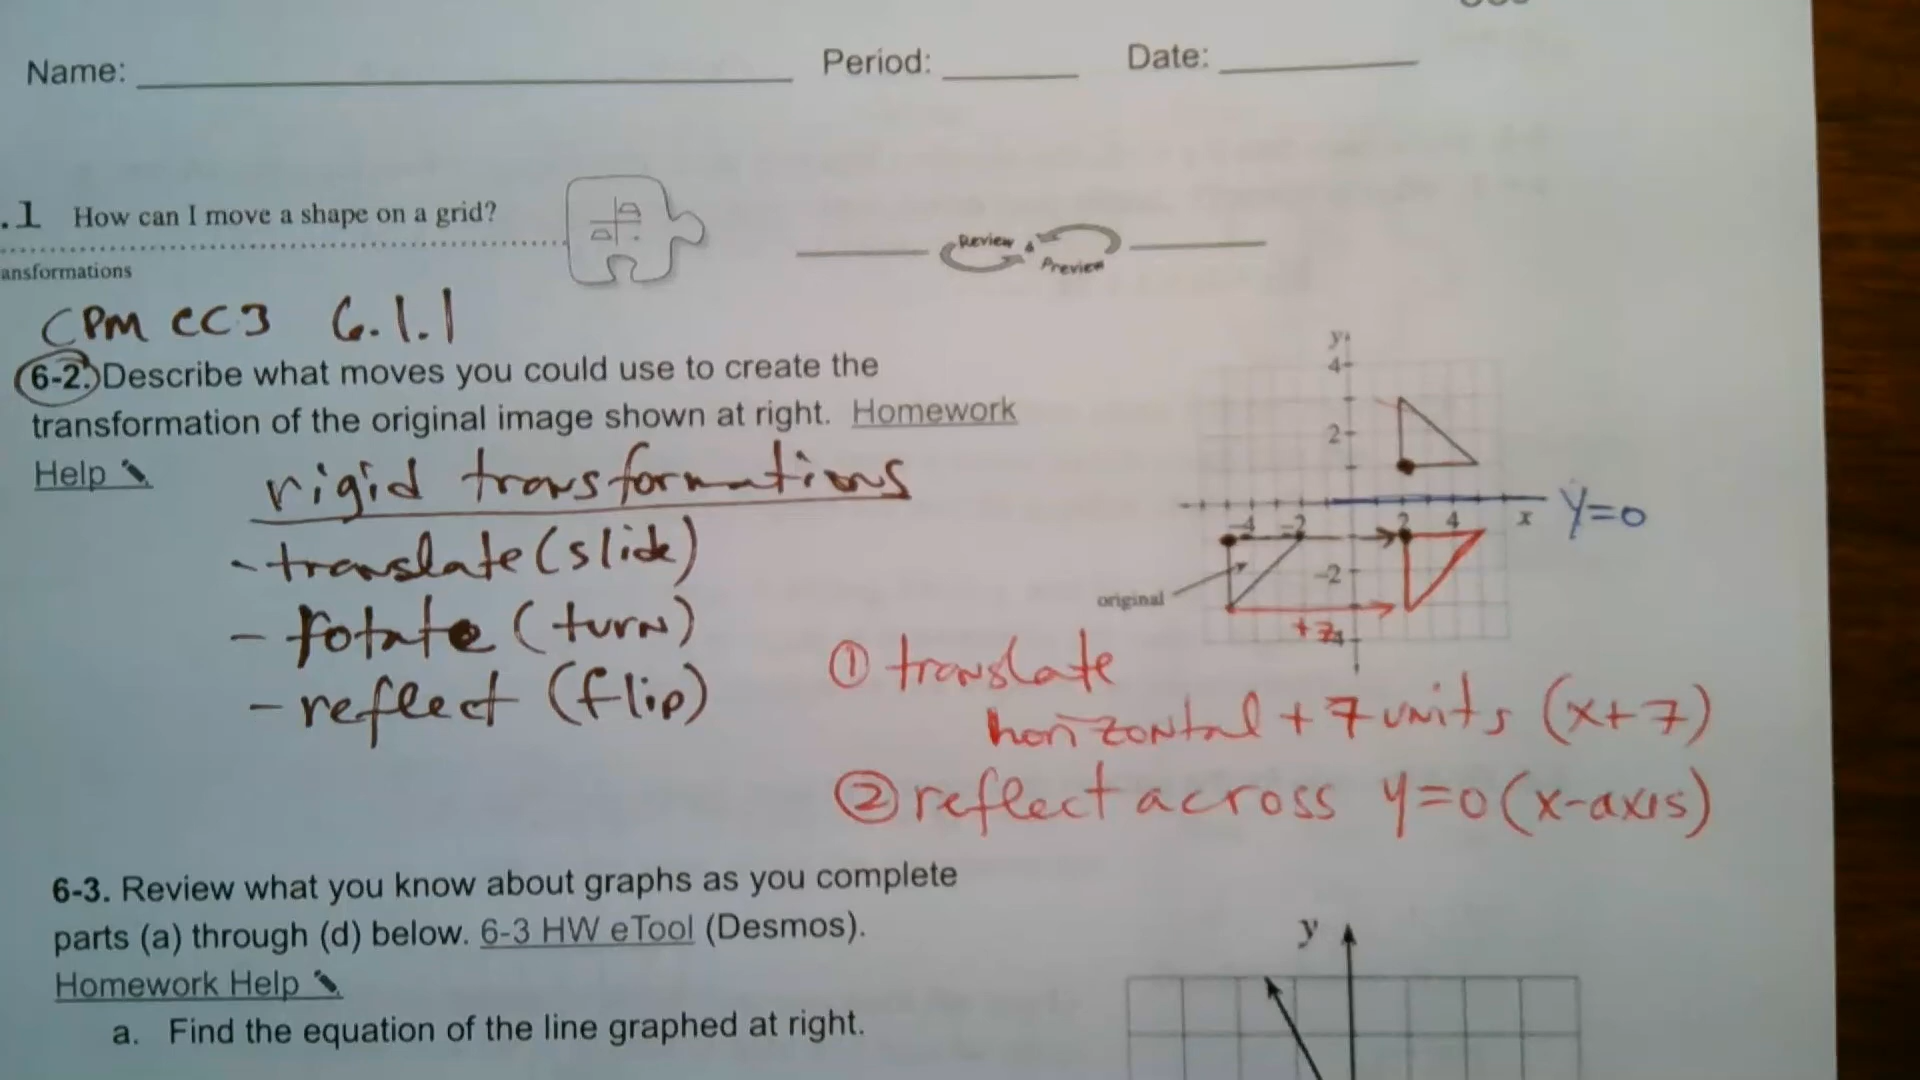 Name: Period: Date:
.1 How can I move a shape on a grid?
Review & Preview
ansformations
CPM CC3 6.1.1
6-2. Describe what moves you could use to create the
transformation of the original image shown at right. Homework
Help
rigid transformations
- translate (slide)
- rotate (turn)
- reflect (flip)
y
4
2
-4 -2 2 4 x y=0
-2
original
+7
① translate
horizontal + 7 units (x+7)
② reflect across y=0 (x-axis)
6-3. Review what you know about graphs as you complete
parts (a) through (d) below. 6-3 HW eTool (Desmos).
Homework Help
a. Find the equation of the line graphed at right.
y